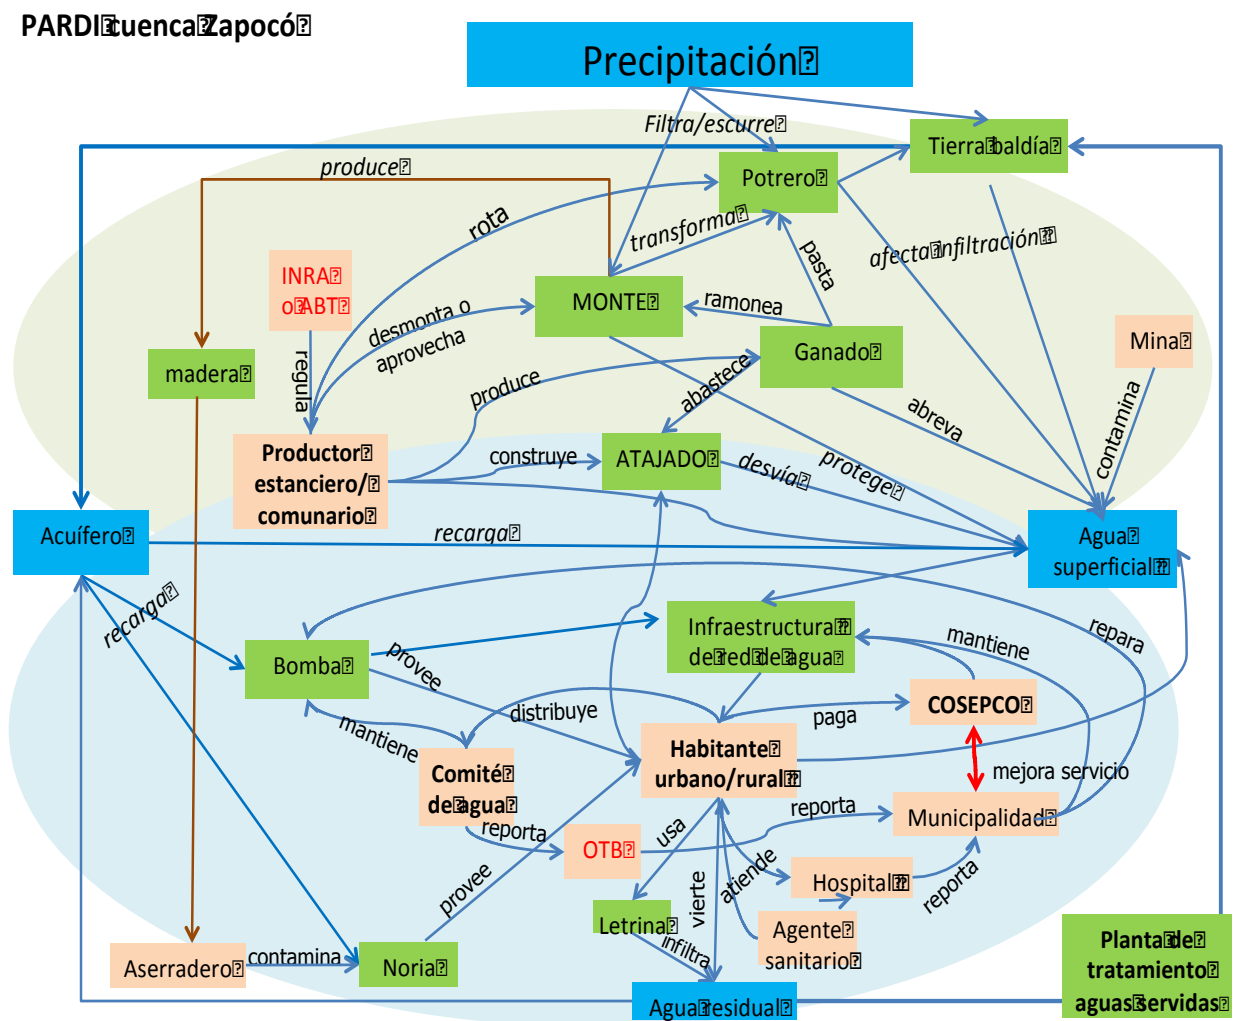 PARDI cuenca Zapocó
Precipitación
Filtra/escurre
Tierra baldía
produce
Potrero
rota
transforma
pasta
afecta infiltración
INRA
o ABT
MONTE
ramonea
desmonta o
aprovecha
Ganado
Mina
regula
madera
produce
abastece
abreva
contamina
Productor
estanciero/
comunario
construye
ATAJADO
desvía
protege
Acuífero
recarga
Agua
superficial
recarga
Bomba
provee
Infraestructura
de red de agua
mantiene
repara
distribuye
paga
COSEPCO
mantiene
Comité
de agua
Habitante
urbano/rural
mejora servicio
reporta
OTB
usa
reporta
Municipalidad
provee
vierte
atiende
Hospital
reporta
Letrina
infiltra
Agente
sanitario
Aserradero
contamina
Noria
Agua residual
Planta de
tratamiento
aguas servidas